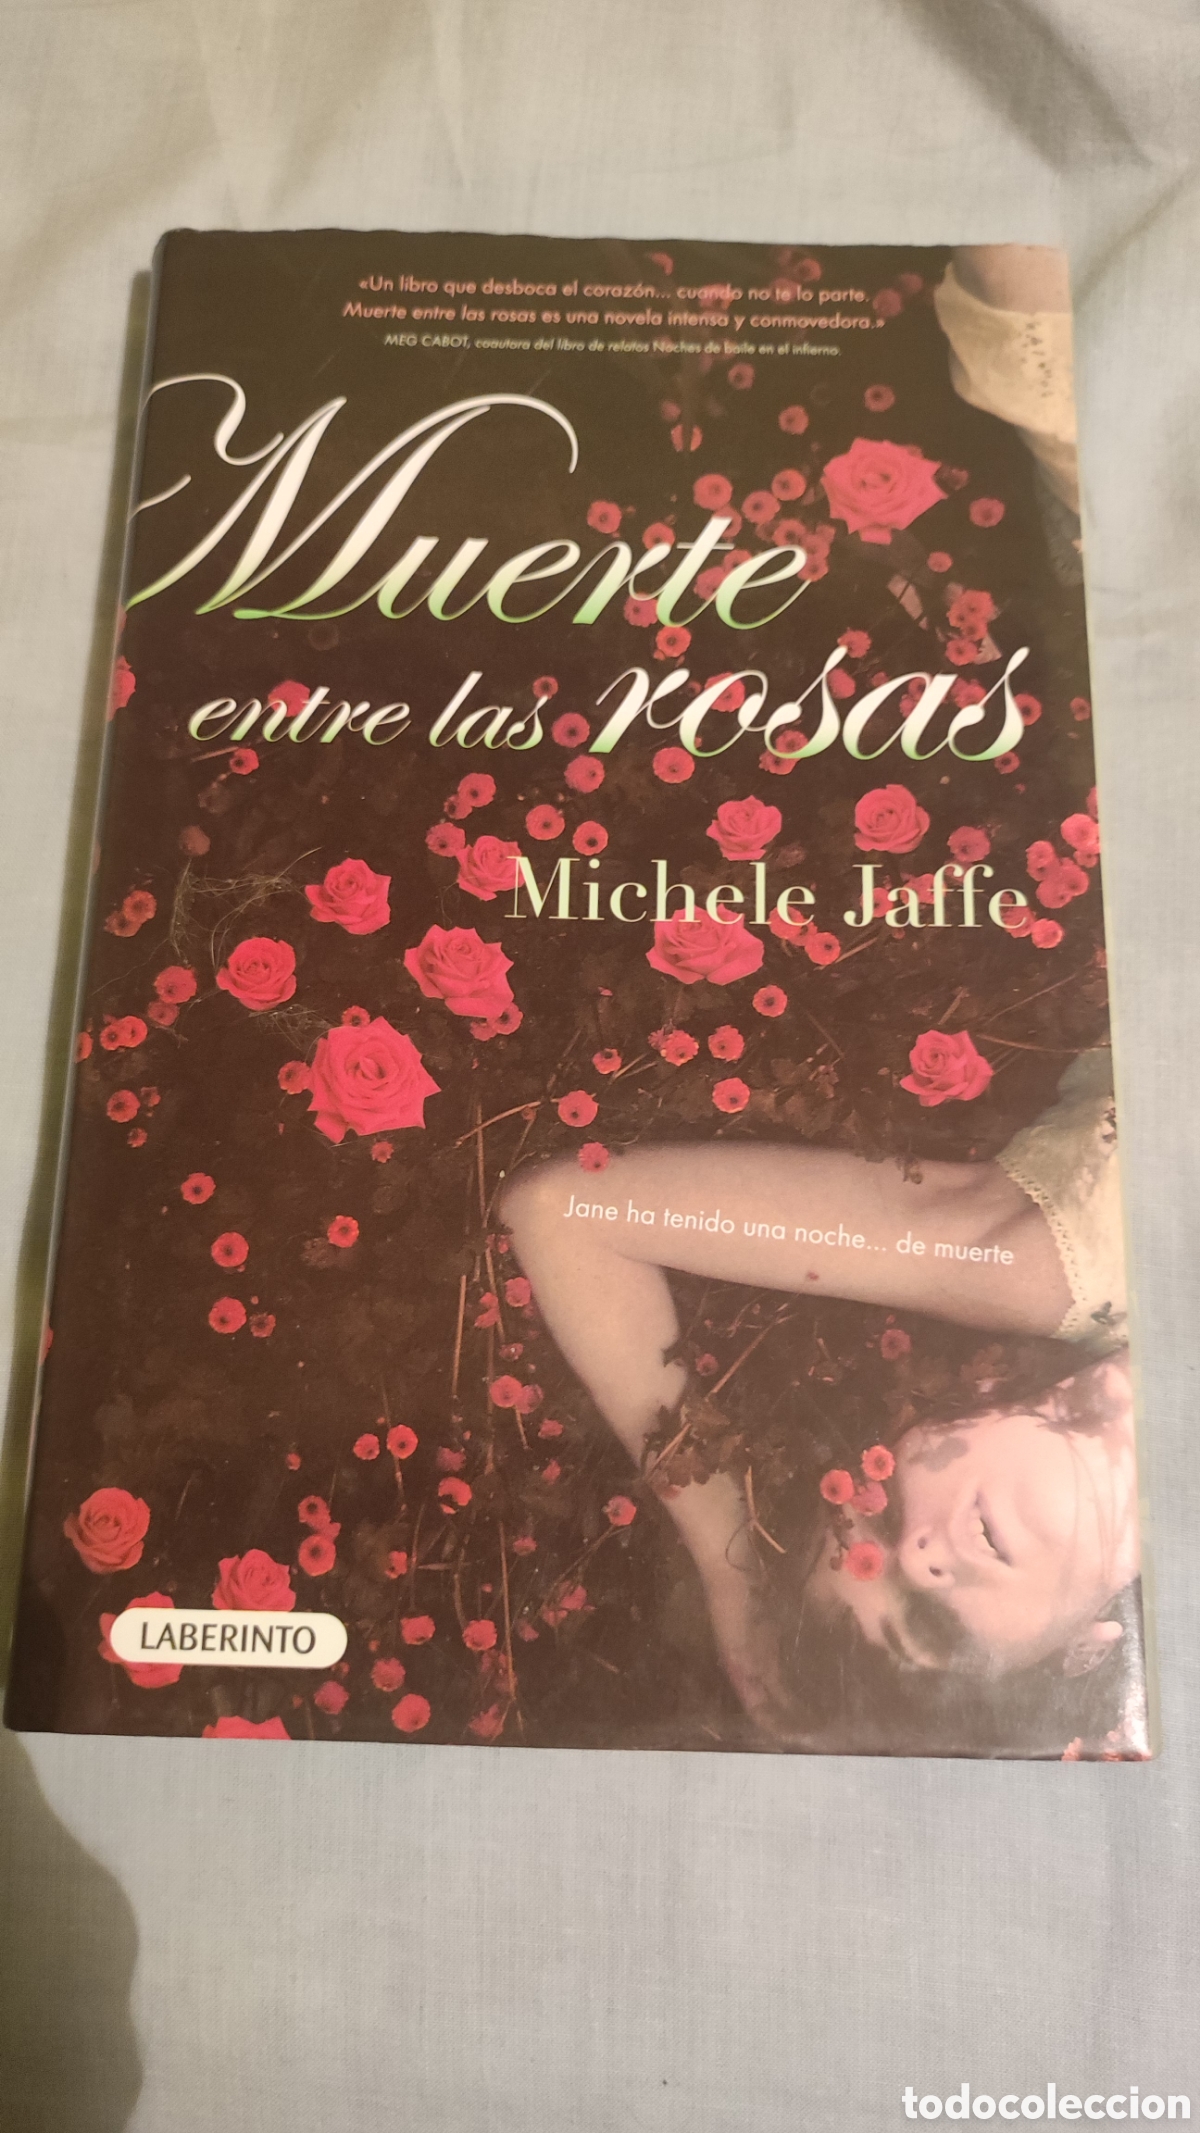 «Un libro que desboca el corazón... cuando no te lo parte.
Muerte entre las rosas es una novela intensa y conmovedora.»
MEG CABOT, coautora del libro de relatos Noches de baile en el infierno.
Muerte
entre las rosas
Michele Jaffe
Jane ha tenido una noche... de muerte
LABERINTO
todocoleccion